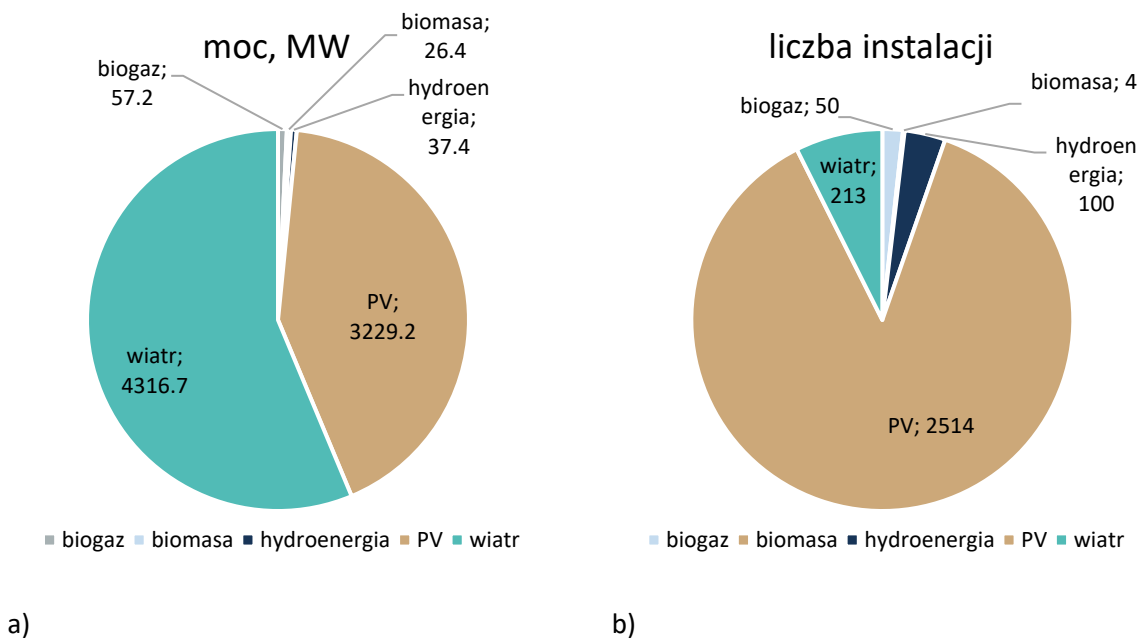 moc, MW
biogaz;
57.2
biomasa;
26.4
hydroen
ergia;
37.4
PV;
3229.2
wiatr;
4316.7
biogaz biomasa hydroenergia PV wiatr
a)
liczba instalacji
biogaz; 50
biomasa; 4
hydroen
ergia;
100
wiatr;
213
PV; 2514
biogaz biomasa hydroenergia PV wiatr
b)